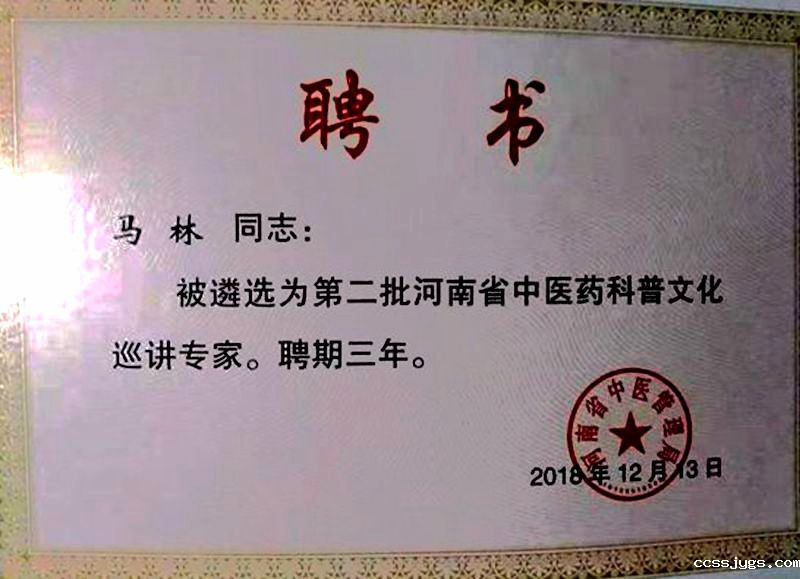 聘书
马林 同志：
被遴选为第二批河南省中医药科普文化
巡讲专家。聘期三年。
河南省中医管理局
2018年12月13日
ccssjygs.com